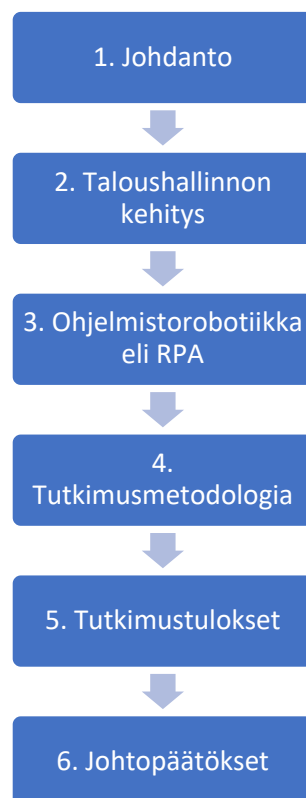 1. Johdanto
2. Taloushallinnon
kehitys
3. Ohjelmistorobotiikka
eli RPA
4.
Tutkimusmetodologia
5. Tutkimustulokset
6. Johtopäätökset